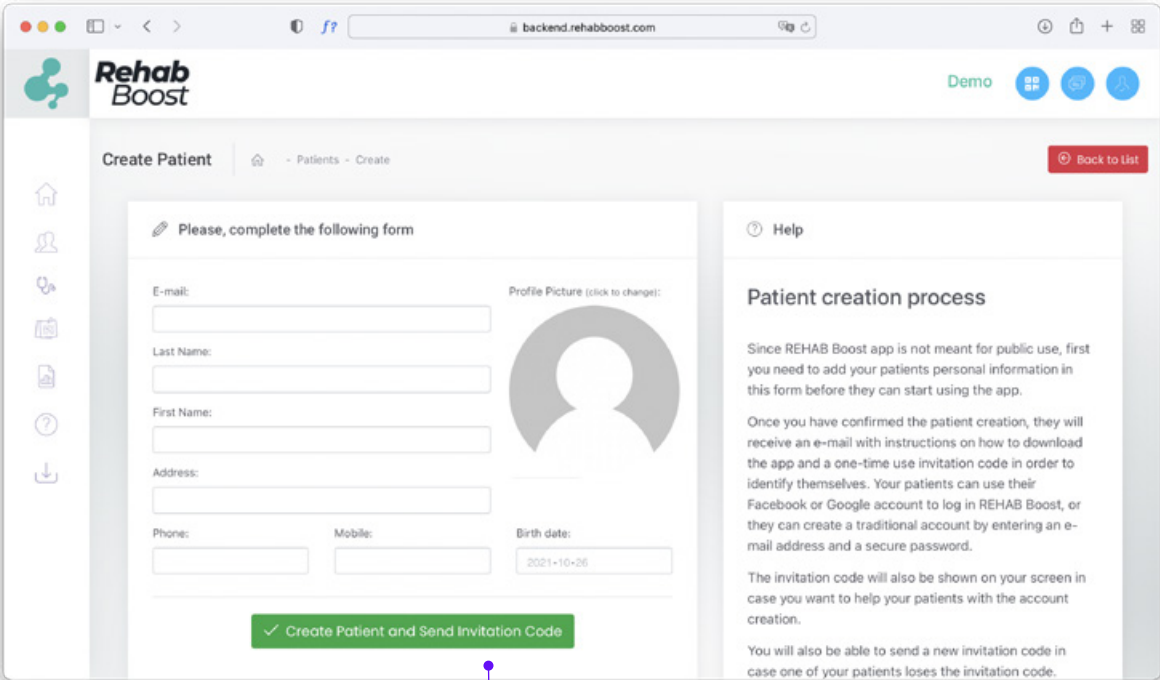 backend.rehabboost.com
Rehab
Boost
Demo
Create Patient
- Patients - Create
Back to List
Please, complete the following form
E-mail:
Profile Picture (click to change):
Last Name:
First Name:
Address:
Phone:
Mobile:
Birth date:
2021-10-26
Create Patient and Send Invitation Code
Help
Patient creation process
Since REHAB Boost app is not meant for public use, first
you need to add your patients personal information in
this form before they can start using the app.
Once you have confirmed the patient creation, they will
receive an e-mail with instructions on how to download
the app and a one-time use invitation code in order to
identify themselves. Your patients can use their
Facebook or Google account to log in REHAB Boost, or
they can create a traditional account by entering an e-
mail address and a secure password.
The invitation code will also be shown on your screen in
case you want to help your patients with the account
creation.
You will also be able to send a new invitation code in
case one of your patients loses the invitation code.